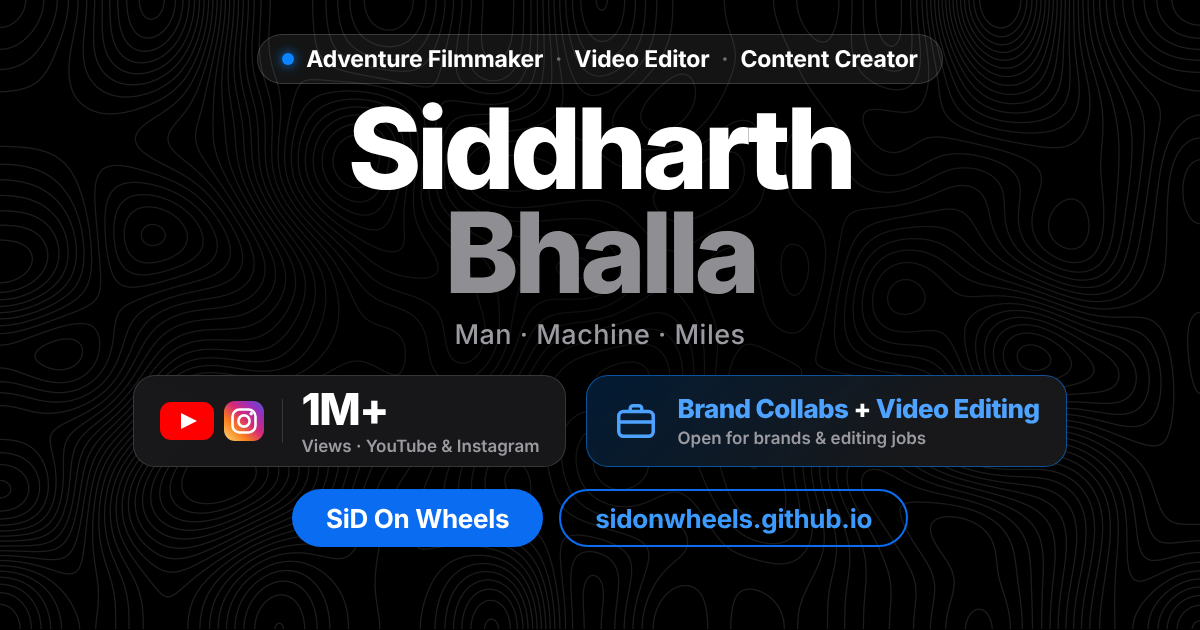 Adventure Filmmaker · Video Editor · Content Creator
Siddharth
Bhalla
Man · Machine · Miles
1M+
Views · YouTube & Instagram
Brand Collabs + Video Editing
Open for brands & editing jobs
SiD On Wheels
sidonwheels.github.io